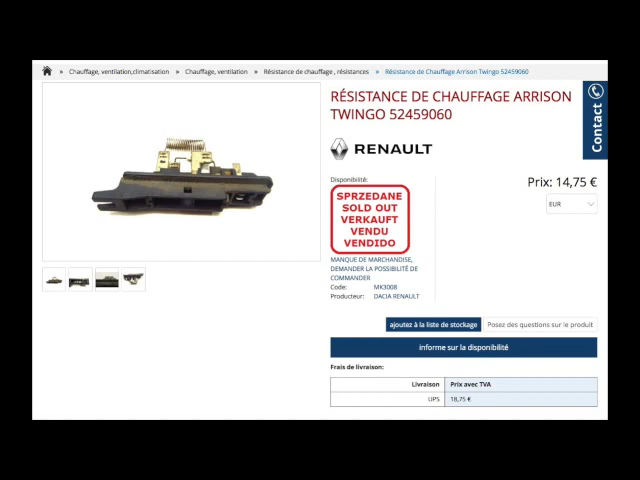 » Chauffage, ventilation,climatisation » Chauffage, ventilation » Résistance de chauffage , résistances » Résistance de Chauffage Arrison Twingo 52459060
Contact
RÉSISTANCE DE CHAUFFAGE ARRISON
TWINGO 52459060
RENAULT
Disponibilité:
SPRZEDANE
SOLD OUT
VERKAUFT
VENDU
VENDIDO
Prix: 14,75 €
EUR
MANQUE DE MARCHANDISE,
DEMANDER LA POSSIBILITÉ DE
COMMANDER
Code: MK3008
Producteur: DACIA RENAULT
ajoutez à la liste de stockage Posez des questions sur le produit
informe sur la disponibilité
Frais de livraison:
Livraison Prix avec TVA
UPS 18,75 €